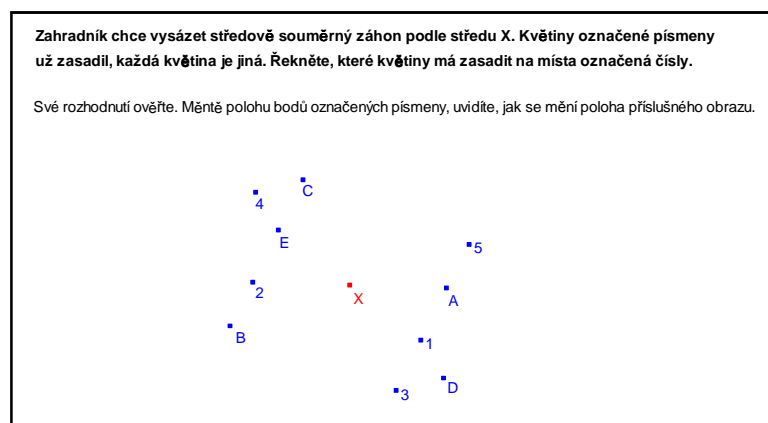 Zahradník chce vysázet středově souměrný záhon podle středu X. Květiny označené písmeny
už zasadil, každá květina je jiná. Řekněte, které květiny má zasadit na místa označená čísly.
Své rozhodnutí ověřte. Měntě polohu bodů označených písmeny, uvidíte, jak se mění poloha příslušného obrazu.
C
4
E
5
2
X
A
B
1
D
3